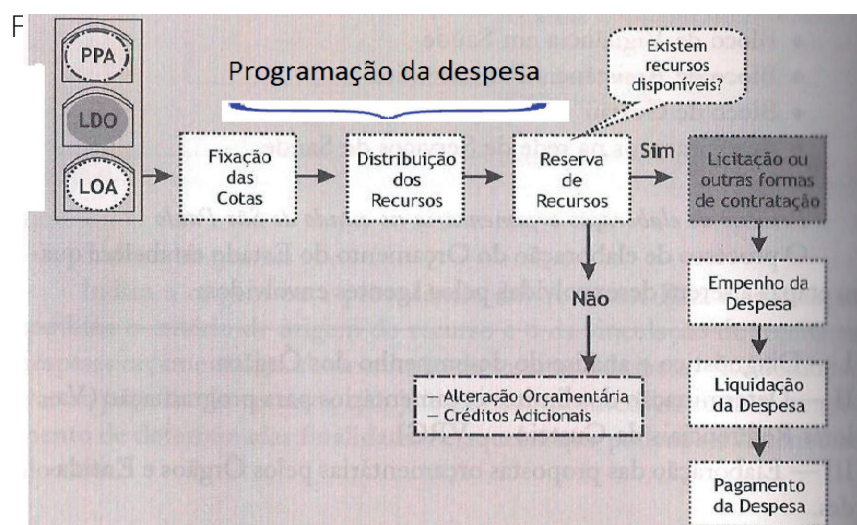 F
PPA
LDO
LOA
Programação da despesa
Existem
recursos
disponíveis?
Fixação
das
Cotas
Distribuição
dos
Recursos
Reserva
de
Recursos
Sim
Licitação ou
outras formas
de contratação
Não
Empenho da
Despesa
— Alteração Orçamentária
— Créditos Adicionais
Liquidação
da Despesa
Pagamento
da Despesa